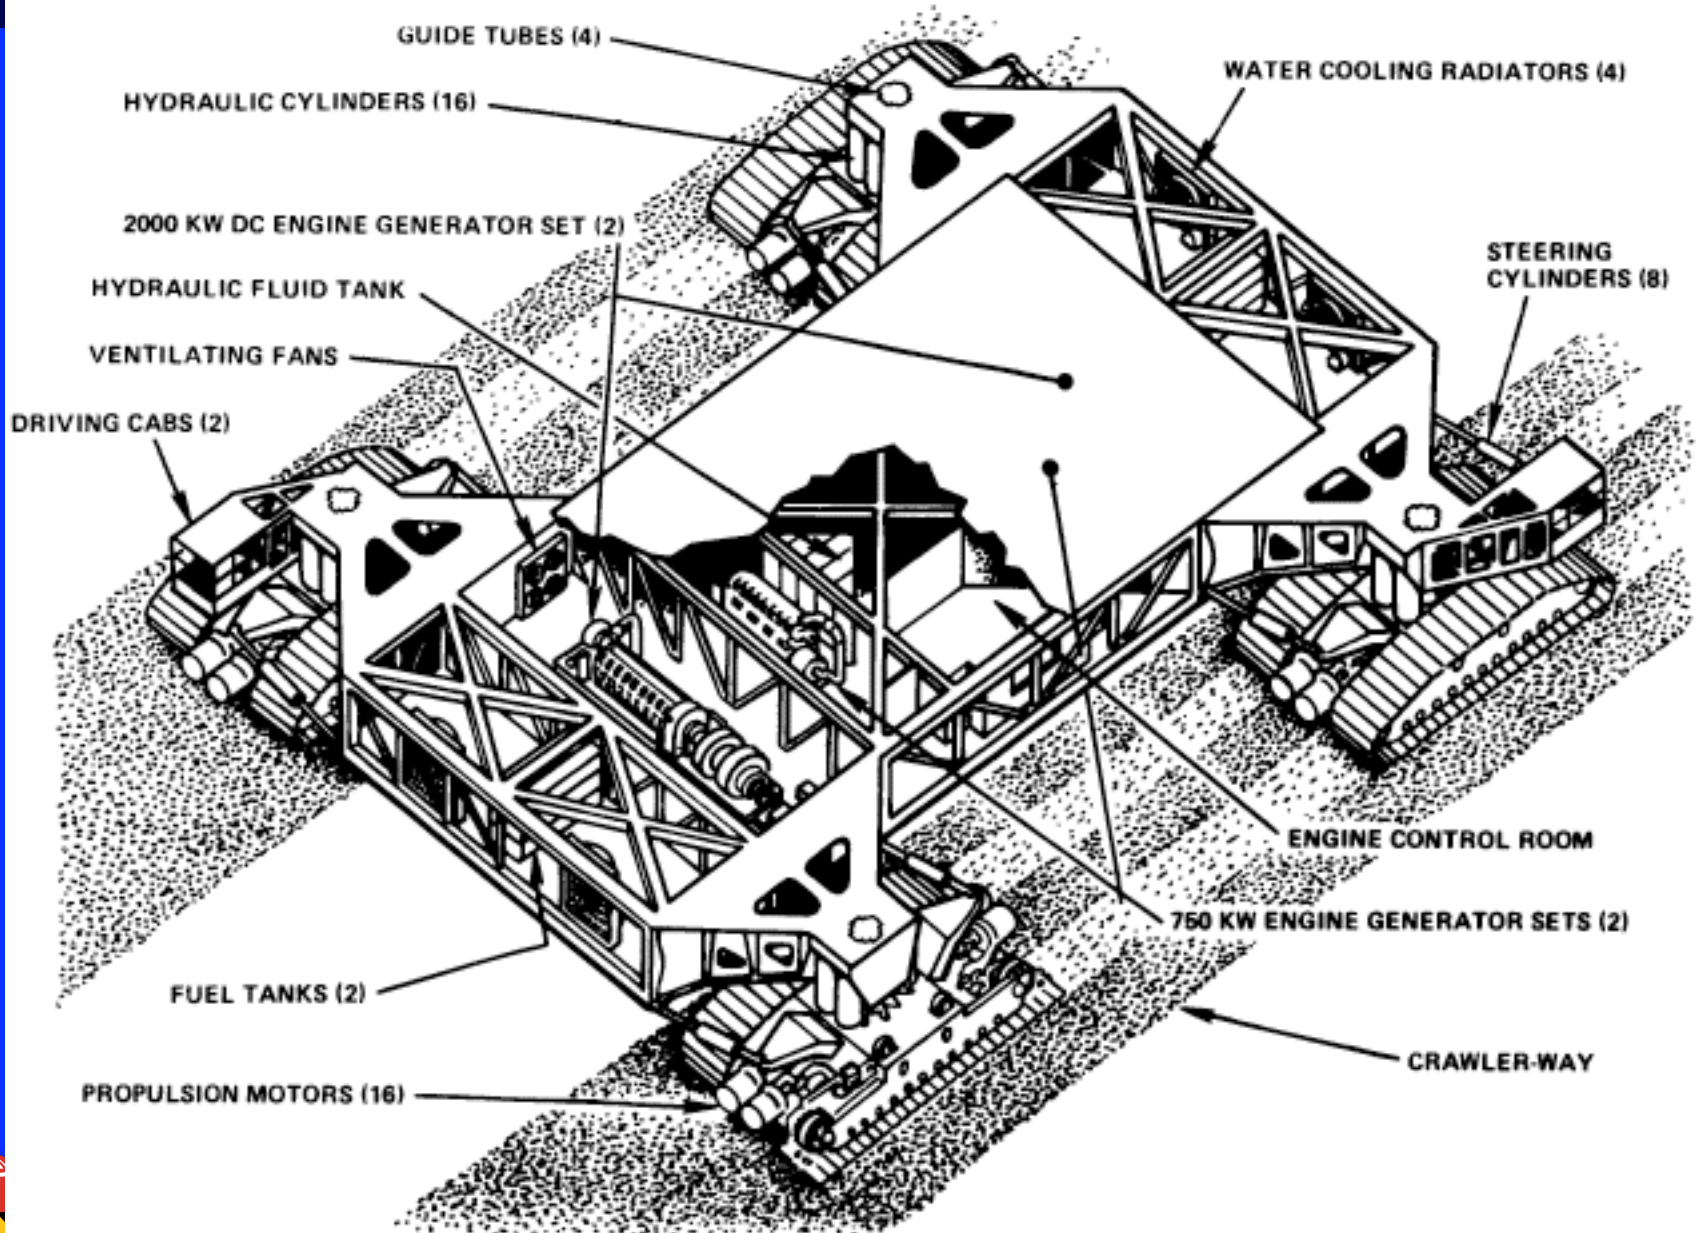 GUIDE TUBES (4)
WATER COOLING RADIATORS (4)
HYDRAULIC CYLINDERS (16)
2000 KW DC ENGINE GENERATOR SET (2)
STEERING
CYLINDERS (8)
HYDRAULIC FLUID TANK
VENTILATING FANS
DRIVING CABS (2)
ENGINE CONTROL ROOM
750 KW ENGINE GENERATOR SETS (2)
FUEL TANKS (2)
CRAWLER-WAY
PROPULSION MOTORS (16)